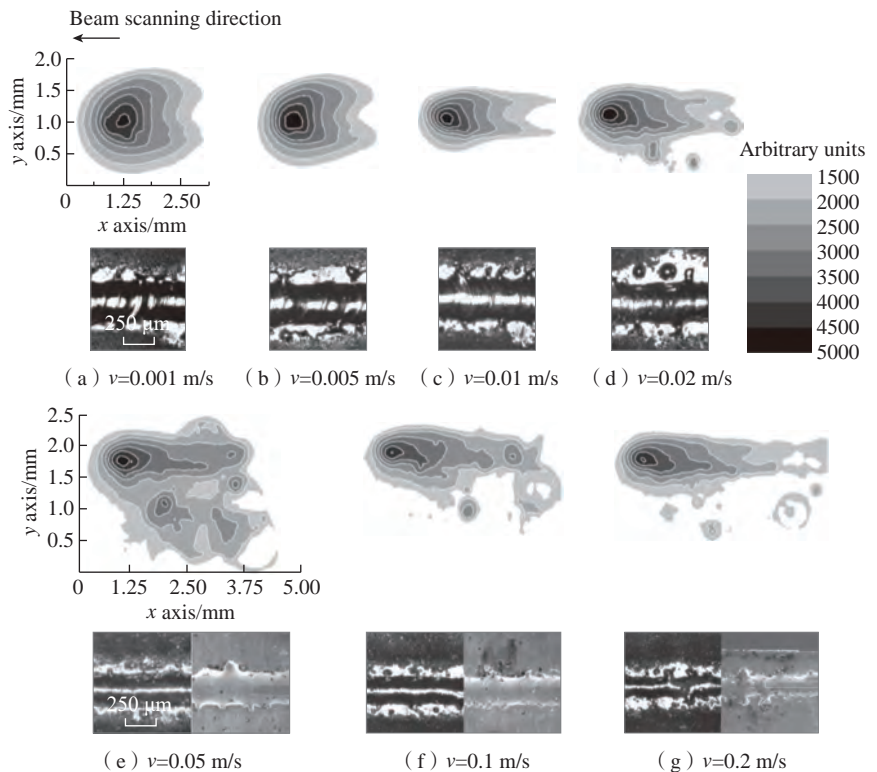 Beam scanning direction
2.0
1.5
1.0
0.5
y axis/mm
0 1.25 2.50
x axis/mm
Arbitrary units
1500
2000
2500
3000
3500
4000
4500
5000
250 μm
（a）v=0.001 m/s （b）v=0.005 m/s （c）v=0.01 m/s （d）v=0.02 m/s
2.5
2.0
1.5
1.0
0.5
y axis/mm
0 1.25 2.50 3.75 5.00
x axis/mm
250 μm
（e）v=0.05 m/s （f）v=0.1 m/s （g）v=0.2 m/s